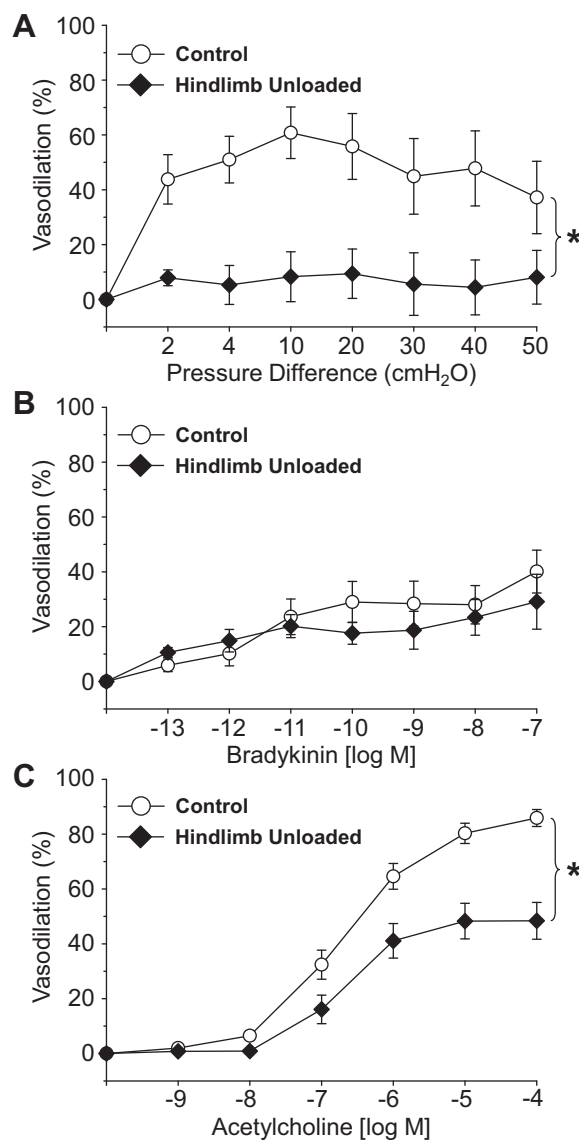 A
Control
Hindlimb Unloaded
Vasodilation (%)
100
80
60
40
20
0
*
2 4 10 20 30 40 50
Pressure Difference (cmH₂O)
B
Control
Hindlimb Unloaded
Vasodilation (%)
100
80
60
40
20
0
-13 -12 -11 -10 -9 -8 -7
Bradykinin [log M]
C
Control
Hindlimb Unloaded
Vasodilation (%)
100
80
60
40
20
0
*
-9 -8 -7 -6 -5 -4
Acetylcholine [log M]